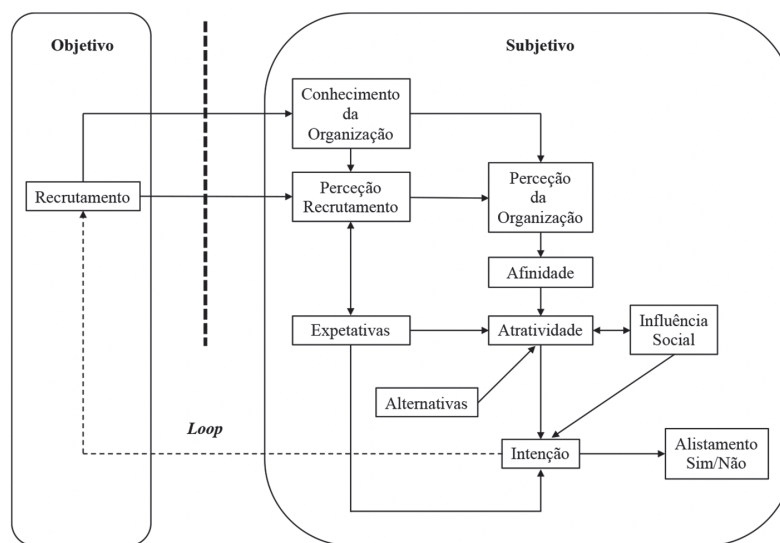 Objetivo
Subjetivo
Conhecimento
da
Organização
Recrutamento
Perceção
Recrutamento
Perceção
da
Organização
Afinidade
Expetativas
Atratividade
Influência
Social
Alternativas
Loop
Intenção
Alistamento
Sim/Não